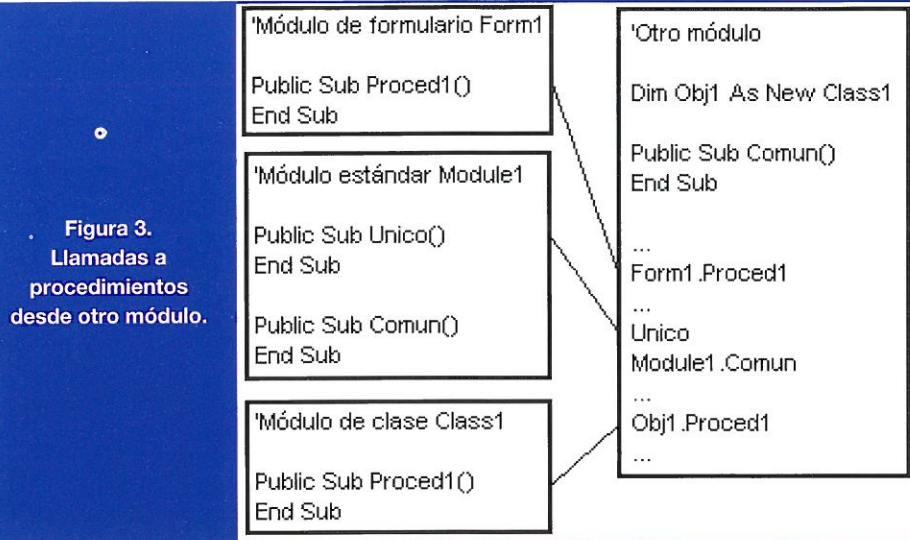 Figura 3.
Llamadas a
procedimientos
desde otro módulo.
'Módulo de formulario Form1
Public Sub Proced1()
End Sub
'Módulo estándar Module1
Public Sub Unico()
End Sub
Public Sub Comun()
End Sub
'Módulo de clase Class1
Public Sub Proced1()
End Sub
'Otro módulo
Dim Obj1 As New Class1
Public Sub Comun()
End Sub
...
Form1.Proced1
...
Unico
Module1.Comun
...
Obj1.Proced1
...